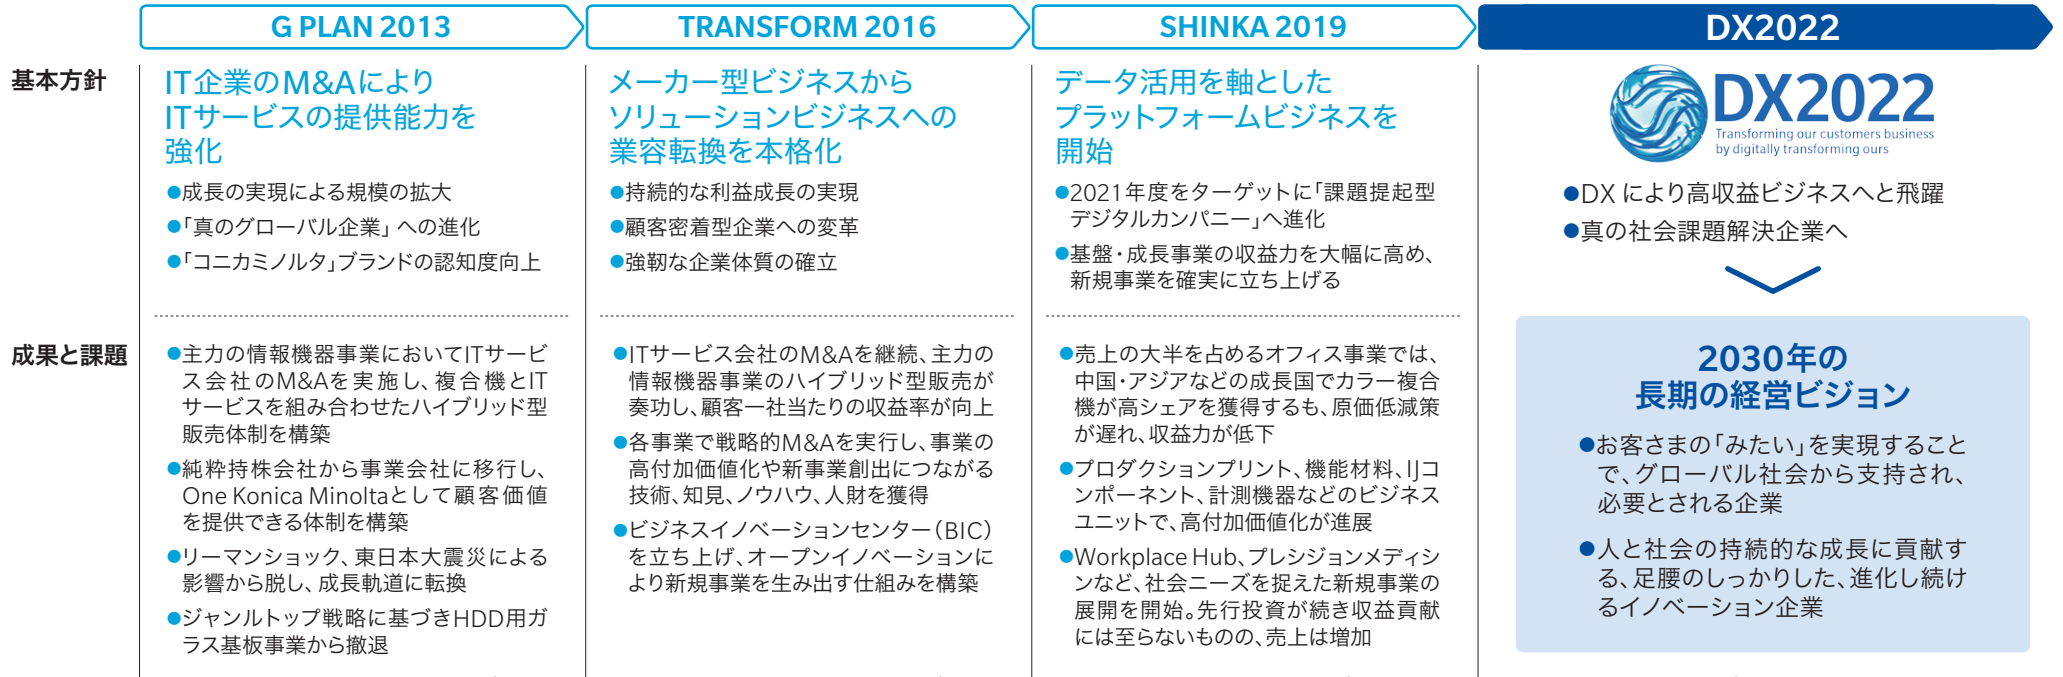 G PLAN 2013
TRANSFORM 2016
SHINKA 2019
DX2022
基本方針
IT企業のM&Aにより
ITサービスの提供能力を
強化
●成長の実現による規模の拡大
●「真のグローバル企業」 への進化
●「コニカミノルタ」ブランドの認知度向上
メーカー型ビジネスから
ソリューションビジネスへの
業容転換を本格化
●持続的な利益成長の実現
●顧客密着型企業への変革
●強靭な企業体質の確立
データ活用を軸とした
プラットフォームビジネスを
開始
●2021年度をターゲットに「課題提起型
デジタルカンパニー」へ進化
●基盤・成長事業の収益力を大幅に高め、
新規事業を確実に立ち上げる
DX2022
Transforming our customers business
by digitally transforming ours
●DX により高収益ビジネスへと飛躍
●真の社会課題解決企業へ
成果と課題
●主力の情報機器事業においてITサービ
ス会社のM&Aを実施し、複合機とIT
サービスを組み合わせたハイブリッド型
販売体制を構築
●純粋持株会社から事業会社に移行し、
One Konica Minoltaとして顧客価値
を提供できる体制を構築
●リーマンショック、東日本大震災による
影響から脱し、成長軌道に転換
●ジャンルトップ戦略に基づきHDD用ガ
ラス基板事業から撤退
●ITサービス会社のM&Aを継続、主力の
情報機器事業のハイブリッド型販売が
奏功し、顧客一社当たりの収益率が向上
●各事業で戦略的M&Aを実行し、事業の
高付加価値化や新事業創出につながる
技術、知見、ノウハウ、人財を獲得
●ビジネスイノベーションセンター(BIC)
を立ち上げ、オープンイノベーションに
より新規事業を生み出す仕組みを構築
●売上の大半を占めるオフィス事業では、
中国・アジアなどの成長国でカラー複合
機が高シェアを獲得するも、原価低減策
が遅れ、収益力が低下
●プロダクションプリント、機能材料、IJコ
ンポーネント、計測機器などのビジネス
ユニットで、高付加価値化が進展
●Workplace Hub、プレシジョンメディシ
ンなど、社会ニーズを捉えた新規事業の
展開を開始。先行投資が続き収益貢献
には至らないものの、売上は増加
2030年の
長期の経営ビジョン
●お客さまの「みたい」を実現すること
で、グローバル社会から支持され、
必要とされる企業
●人と社会の持続的な成長に貢献す
る、足腰のしっかりした、進化し続け
るイノベーション企業